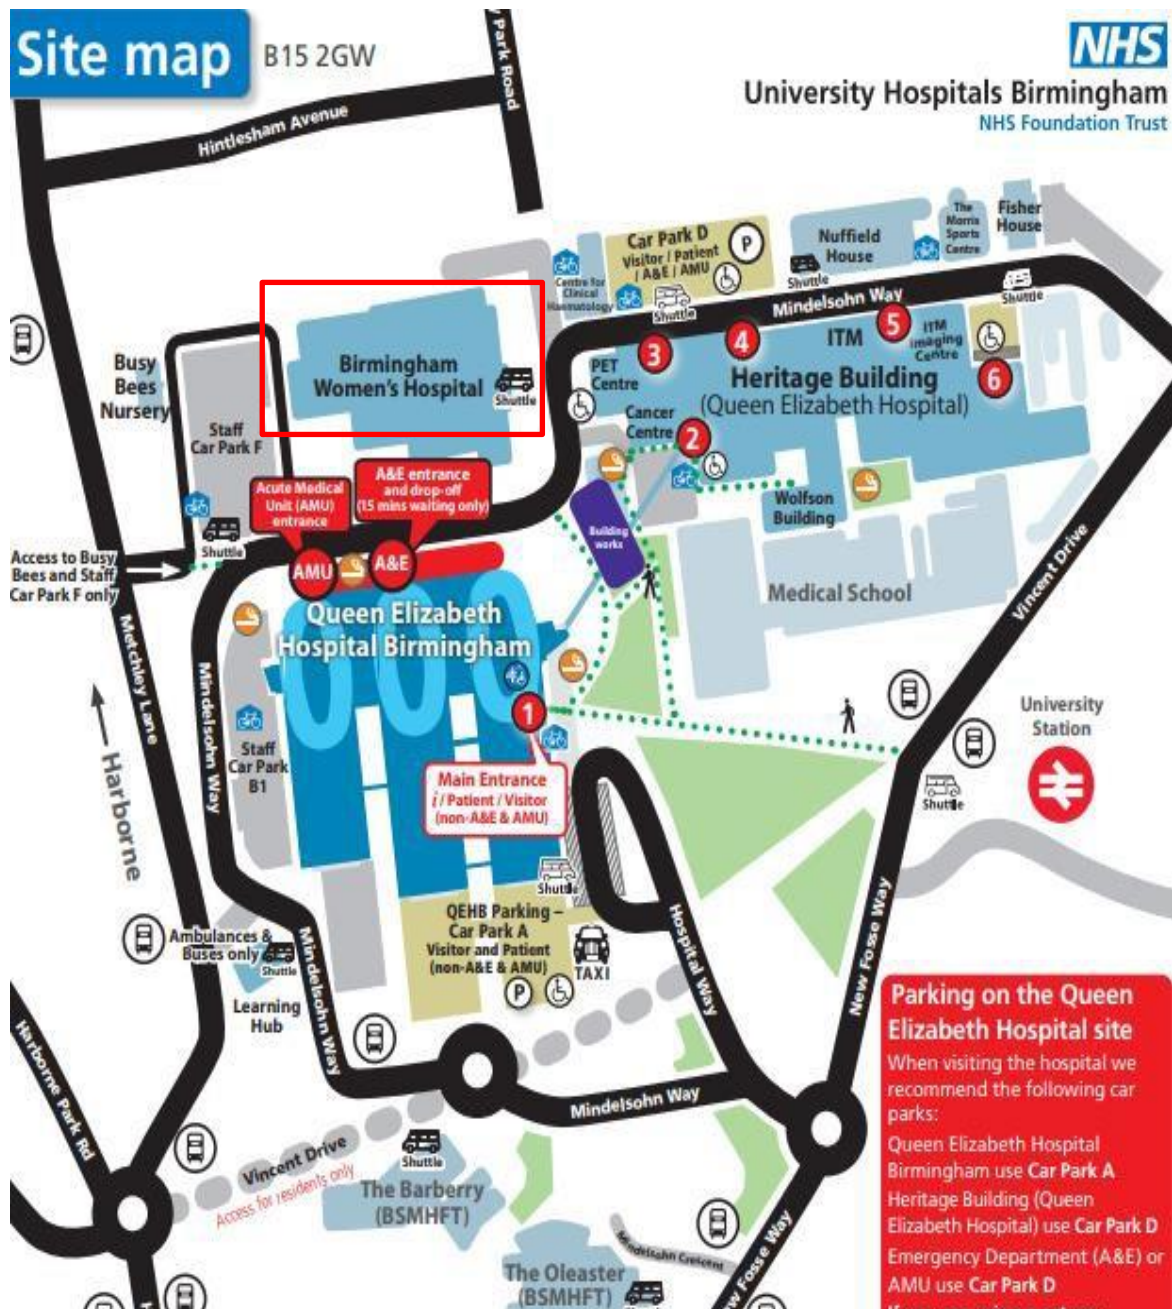 Site map
B15 2GW
NHS
University Hospitals Birmingham
NHS Foundation Trust
y Park Road
Hintlesham Avenue
Car Park D
Visitor / Patient
/ A&E / AMU
P
Nuffield
House
The
Morris
Sports
Centre
Fisher
House
Centre for
Clinical
Haematology
Shuttle
Shuttle
Shuttle
Mindelsohn Way
Busy
Bees
Nursery
Birmingham
Women's Hospital
Shuttle
PET
Centre
3
4
5
6
ITM
ITM
imaging
Centre
Heritage Building
(Queen Elizabeth Hospital)
Cancer
Centre
2
Staff
Car Park F
Acute Medical
Unit (AMU)
entrance
A&E entrance
and drop-off
(15 mins waiting only)
Wolfson
Building
Building
works
Shuttle
Access to Busy
Bees and Staff
Car Park F only
AMU
A&E
Medical School
Vincent Drive
Queen Elizabeth
Hospital Birmingham
Metchley Lane
Mindelsohn Way
Harborne
1
Staff
Car Park
B1
Main Entrance
i / Patient / Visitor
(non-A&E & AMU)
University
Station
Shuttle
Shuttle
QEHB Parking –
Car Park A
Visitor and Patient
(non-A&E & AMU)
P
TAXI
Hospital Way
New Fosse Way
Ambulances &
Buses only
Shuttle
Learning
Hub
Mindelsohn Way
Harborne Park Rd
Mindelsohn Way
Vincent Drive
Access for residents only
Shuttle
The Barberry
(BSMHFT)
The Oleaster
(BSMHFT)
Mindelsohn Crescent
w Fosse Way
H
Parking on the Queen
Elizabeth Hospital site
When visiting the hospital we
recommend the following car
parks:
Queen Elizabeth Hospital
Birmingham use Car Park A
Heritage Building (Queen
Elizabeth Hospital) use Car Park D
Emergency Department (A&E) or
AMU use Car Park D